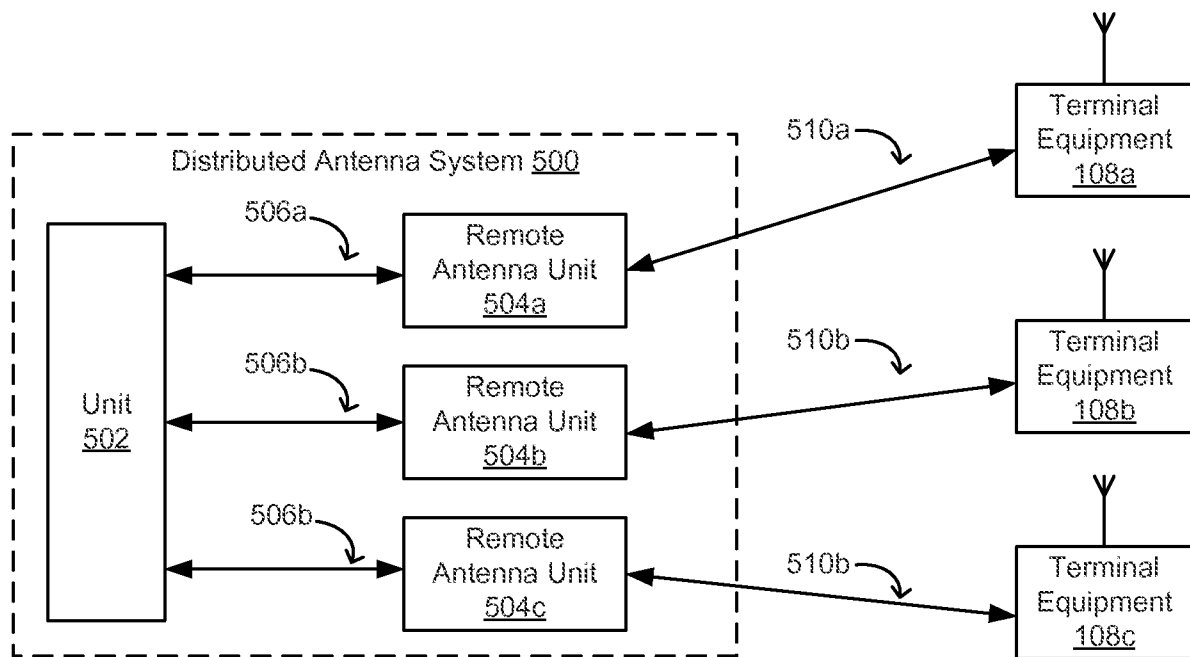 Terminal
Equipment
108a
510a
Distributed Antenna System 500
506a
Remote
Antenna Unit
504a
Terminal
Equipment
108b
510b
506b
Remote
Antenna Unit
504b
Unit
502
506b
Remote
Antenna Unit
504c
510b
Terminal
Equipment
108c